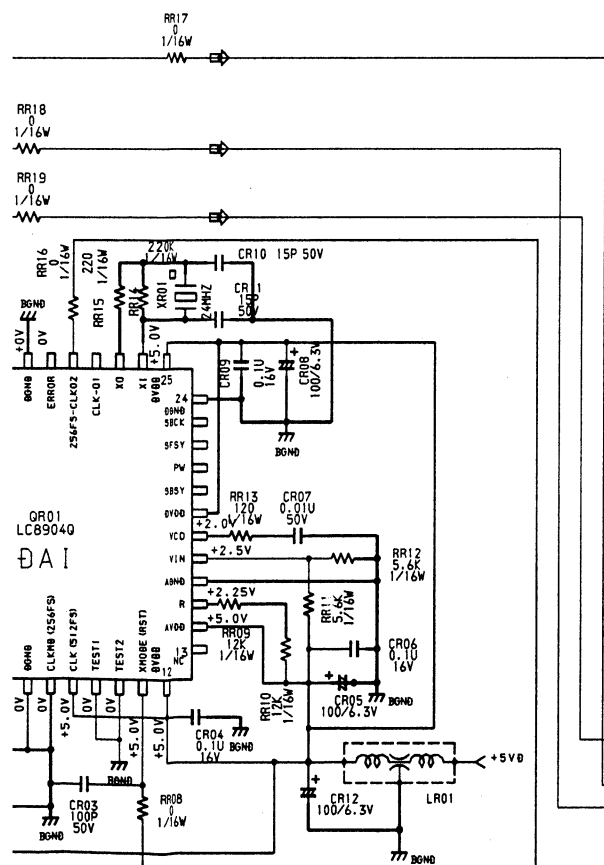 RR17
0
1/16W
RR18
0
1/16W
RR19
0
1/16W
RR16
0
1/16W
220
1/16W
RR15
220K
1/16W
RR14
XR01
24MHZ
CR10 15P 50V
CR11
15P
50V
BGND
+0V
0V
+5.0V
DGND
ERROR
256FS-CLKO2
CLK-O1
XO
XI
DVDD
25
CR09
0.1U
16V
CR08
100/6.3V
+
BGND
24
DGND
SBCK
SFSY
PW
SBSY
DVDD
VCO
VIN
AGND
R
AVDD
13
NC
QR01
LC8904Q
DAI
+2.0V
RR13
120
1/16W
CR07
0.01U
50V
+2.5V
RR12
5.6K
1/16W
RR11
5.6K
1/16W
+2.25V
+5.0V
RR09
12K
1/16W
RR10
12K
1/16W
CR06
0.1U
16V
+
CR05
100/6.3V
BGND
DGND
CLKMD(256FS)
CLK(512FS)
TEST1
TEST2
XMODE(RST)
DVDD
12
0V
0V
+5.0V
0V
0V
+5.0V
+5.0V
CR04
0.1U
16V
BGND
BGND
CR03
100P
50V
BGND
RR08
0
1/16W
+
CR12
100/6.3V
LR01
+5VD
BGND